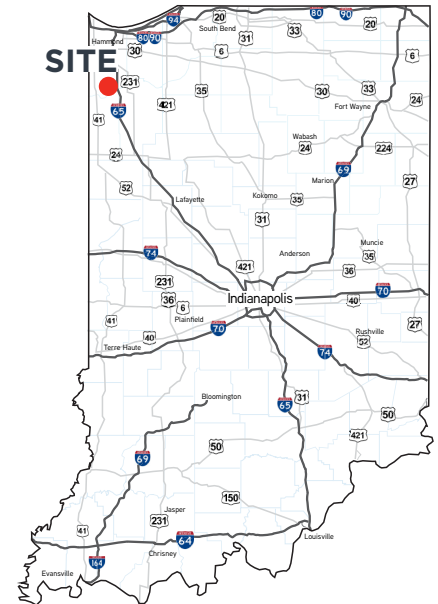 94
20
80 90
South Bend
33
20
Hammond
80 90
31
30
6
6
SITE
231
35
30
33
421
65
Fort Wayne
24
41
Wabash
24
24
224
69
Marion
27
52
Kokomo
35
Lafayette
31
Muncie
421
Anderson
35
74
36
231
70
36
Indianapolis
40
6
41
Plainfield
27
70
Rushville
40
52
Terre Haute
74
Bloomington
31
65
50
421
50
69
150
Jasper
231
41
64
Louisville
Chrisney
164
Evansville